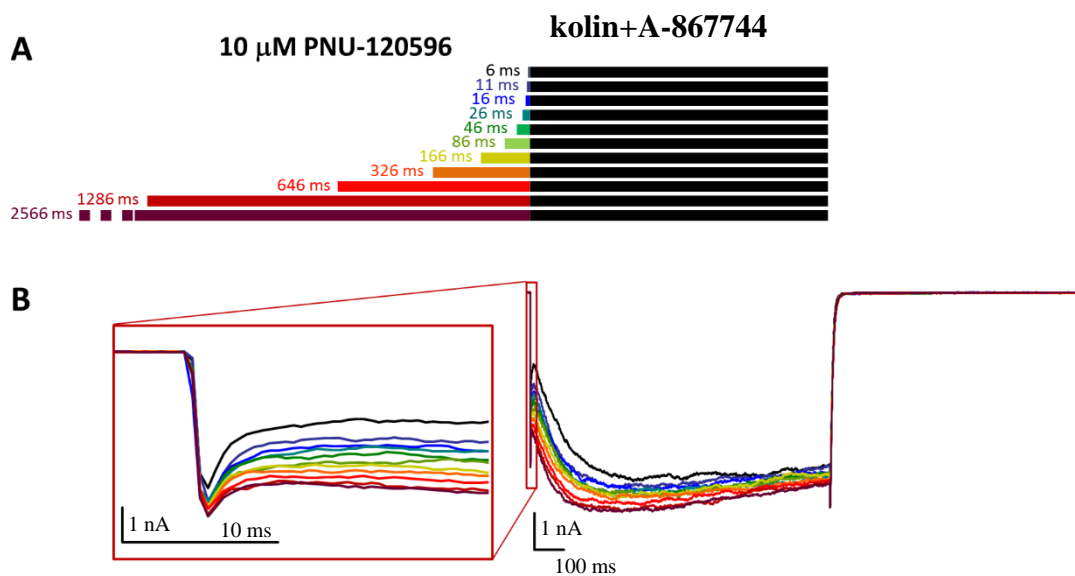 A
10 μM PNU-120596
kolin+A-867744
6 ms
11 ms
16 ms
26 ms
46 ms
86 ms
166 ms
326 ms
646 ms
1286 ms
2566 ms
B
1 nA
10 ms
1 nA
100 ms